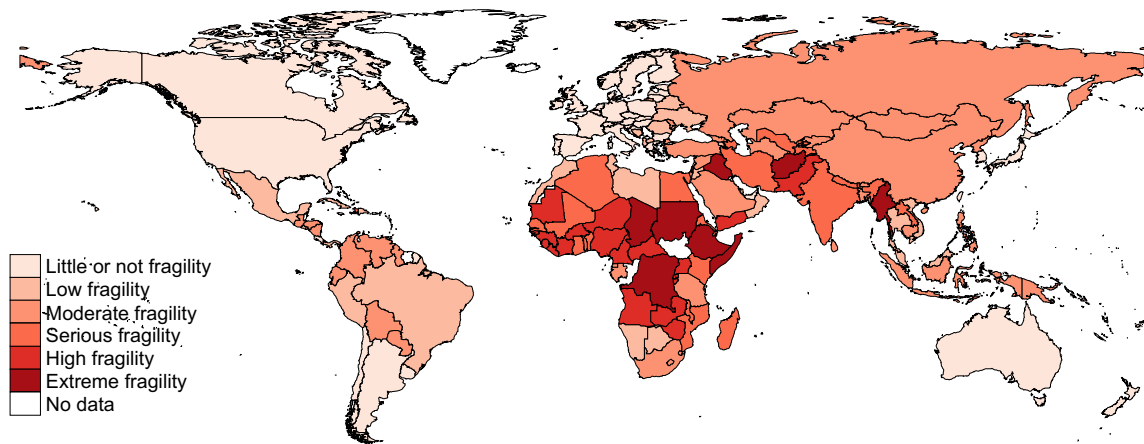 Little or not fragility
Low fragility
Moderate fragility
Serious fragility
High fragility
Extreme fragility
No data